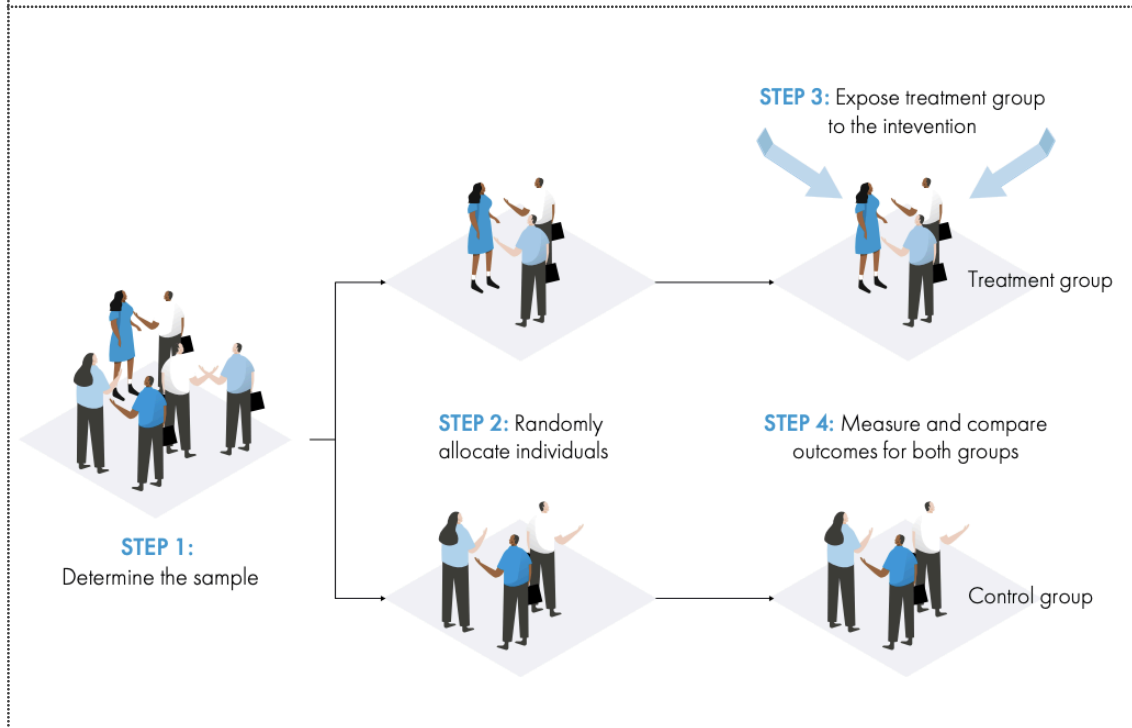 STEP 1:
Determine the sample
STEP 2: Randomly
allocate individuals
STEP 3: Expose treatment group
to the intevention
Treatment group
STEP 4: Measure and compare
outcomes for both groups
Control group